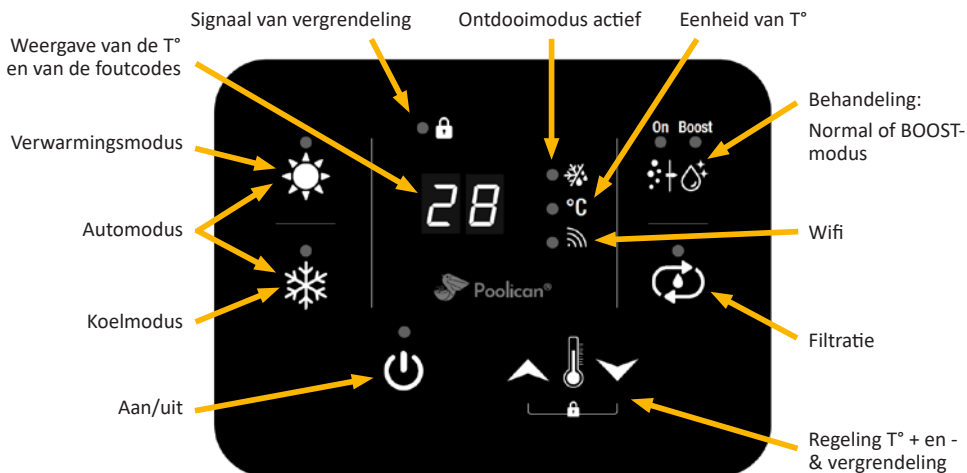 Signaal van vergrendeling
Ontdooimodus actief
Eenheid van T°
Weergave van de T°
en van de foutcodes
Behandeling:
Normal of BOOST-
modus
On Boost
Verwarmingsmodus
28
°C
Automodus
Wifi
Poolican®
Koelmodus
Filtratie
Aan/uit
Regeling T° + en -
& vergrendeling